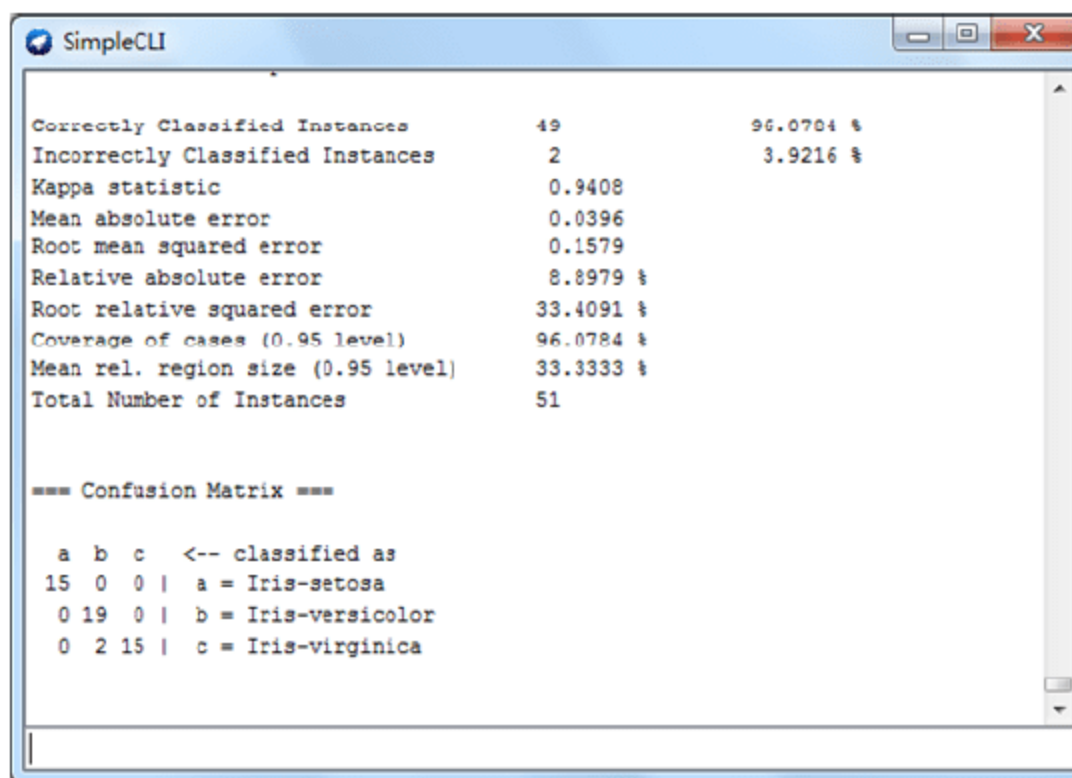 SimpleCLI
Correctly Classified Instances 49 96.0784 %
Incorrectly Classified Instances 2 3.9216 %
Kappa statistic 0.9408
Mean absolute error 0.0396
Root mean squared error 0.1579
Relative absolute error 8.8979 %
Root relative squared error 33.4091 %
Coverage of cases (0.95 level) 96.0784 %
Mean rel. region size (0.95 level) 33.3333 %
Total Number of Instances 51
=== Confusion Matrix ===
a b c <-- classified as
15 0 0 | a = Iris-setosa
0 19 0 | b = Iris-versicolor
0 2 15 | c = Iris-virginica